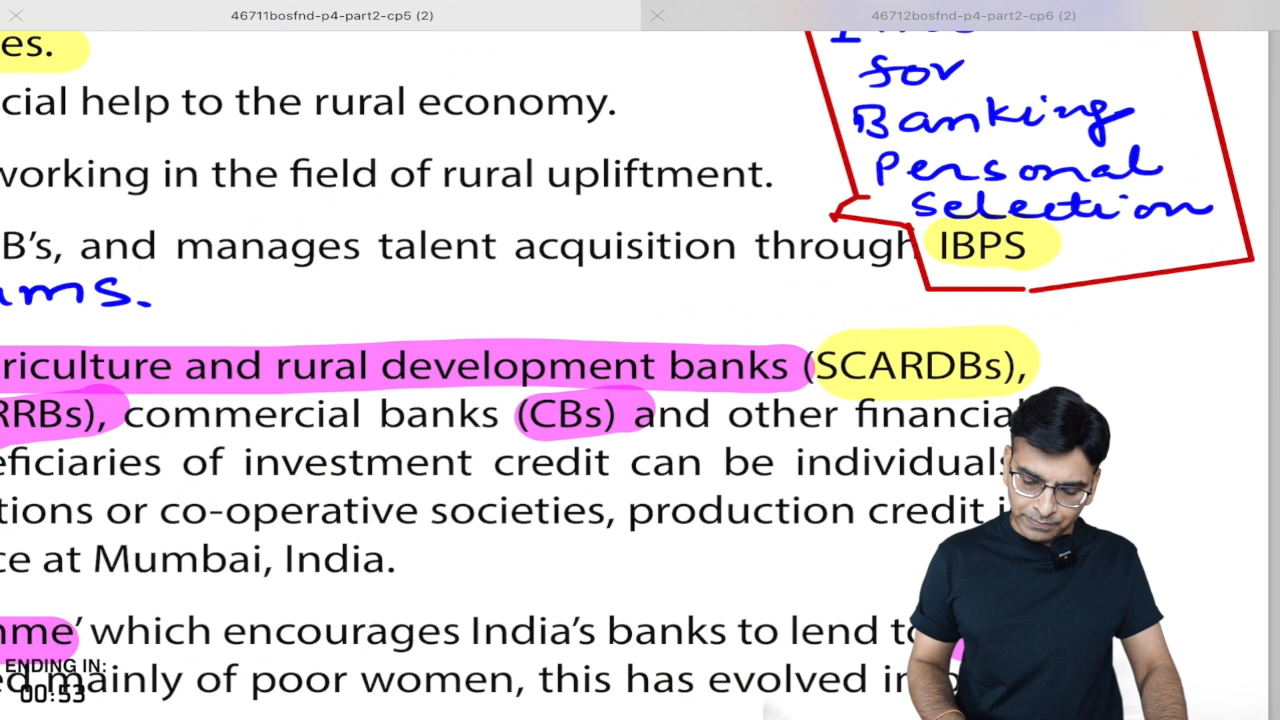 46711bosfnd-p4-part2-cp5 (2)
46712bosfnd-p4-part2-cp6 (2)
es.
for
Banking
Personal
Selection
cial help to the rural economy.
working in the field of rural upliftment.
B's, and manages talent acquisition through IBPS
ms.
riculture and rural development banks (SCARDBs),
RRBs), commercial banks (CBs) and other financial
eficiaries of investment credit can be individuals
tions or co-operative societies, production credit i
ce at Mumbai, India.
nme' which encourages India's banks to lend to
ed mainly of poor women, this has evolved in
ENDING IN:
00:53